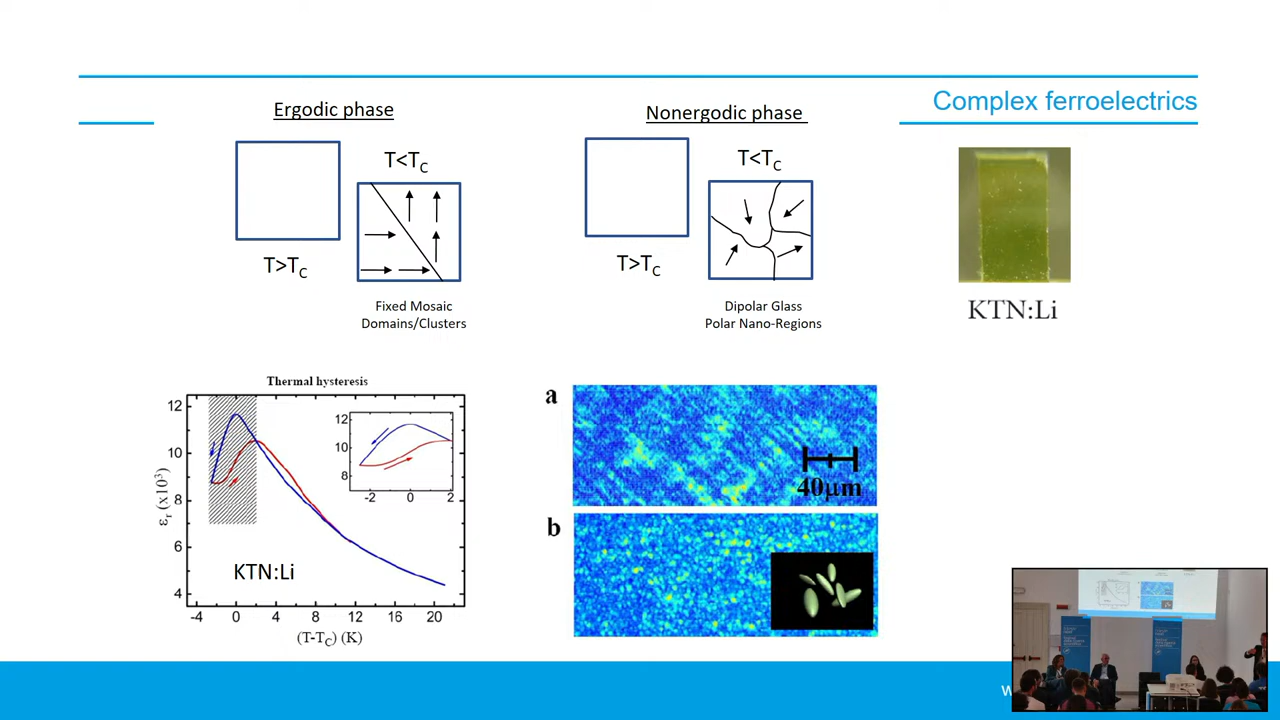 Complex ferroelectrics
Ergodic phase
T<TC
T>TC
Fixed Mosaic
Domains/Clusters
Nonergodic phase
T<TC
T>TC
Dipolar Glass
Polar Nano-Regions
KTN:Li
Thermal hysteresis
12
10
8
6
4
εr (x10³)
-4
0
4
8
12
16
20
(T-TC) (K)
KTN:Li
12
10
8
-2
0
2
a
40μm
b
w